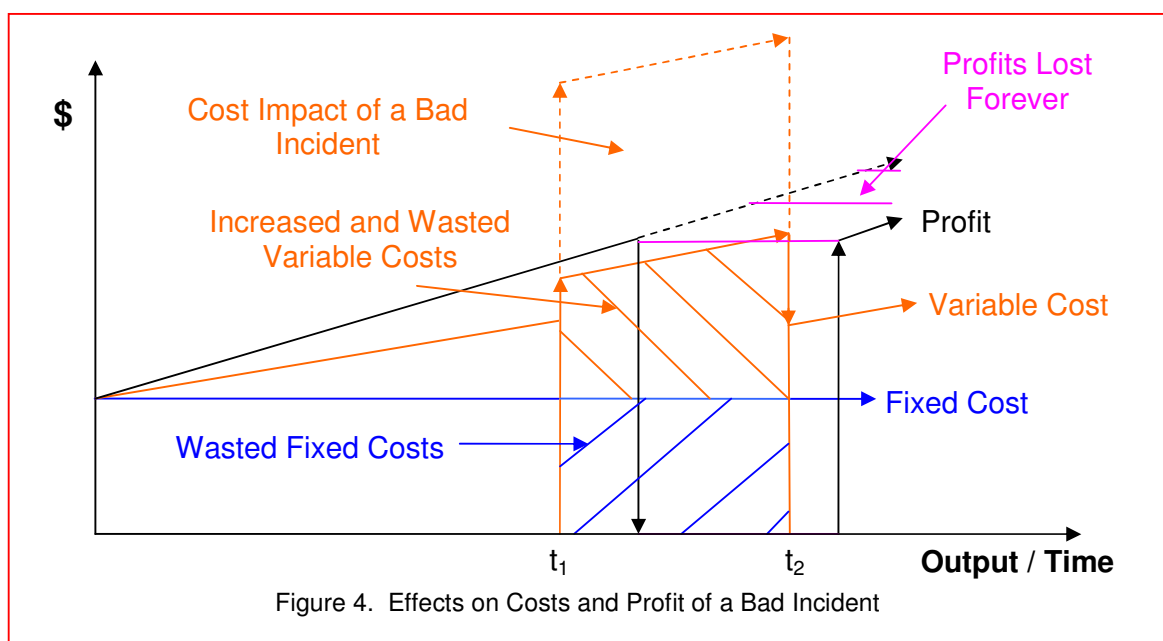 $
Cost Impact of a Bad
Incident
Profits Lost
Forever
Increased and Wasted
Variable Costs
Profit
Variable Cost
Fixed Cost
Wasted Fixed Costs
t1
t2
Output / Time
Figure 4. Effects on Costs and Profit of a Bad Incident